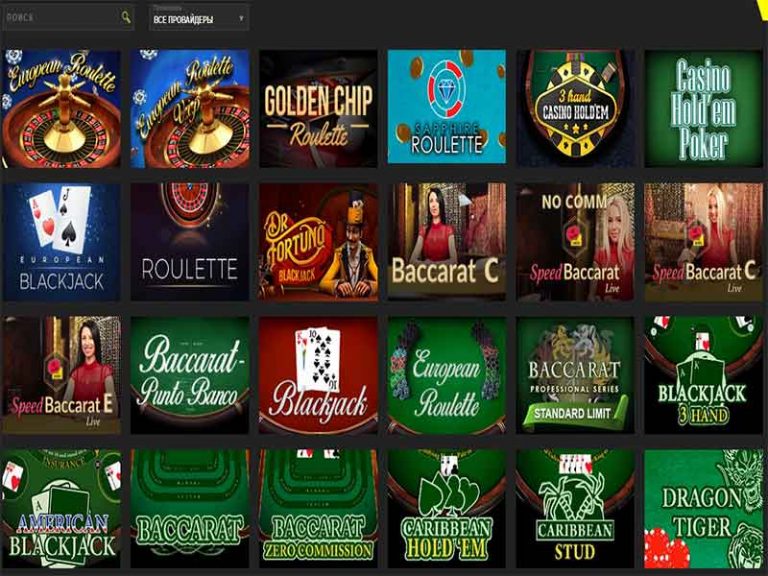 ПОИСК
ВСЕ ПРОВАЙДЕРЫ
European Roulette
European Roulette
GOLDEN CHIP
Roulette
SAPPHIRE
ROULETTE
3 hand
CASINO HOLD'EM
Casino
Hold'em
Poker
EUROPEAN
BLACKJACK
ROULETTE
DR
FORTUNO
BLACKJACK
Baccarat C
NO COMM
Speed Baccarat
Live
Speed Baccarat C
Live
Speed Baccarat E
Live
Baccarat-
Punto Banco
Blackjack
European
Roulette
BACCARAT
PROFESSIONAL SERIES
STANDARD LIMIT
BLACKJACK
3 HAND
INSURANCE
AMERICAN
BLACKJACK
BACCARAT
BACCARAT
ZERO COMMISSION
CARIBBEAN
HOLD'EM
CARIBBEAN
STUD
DRAGON
TIGER